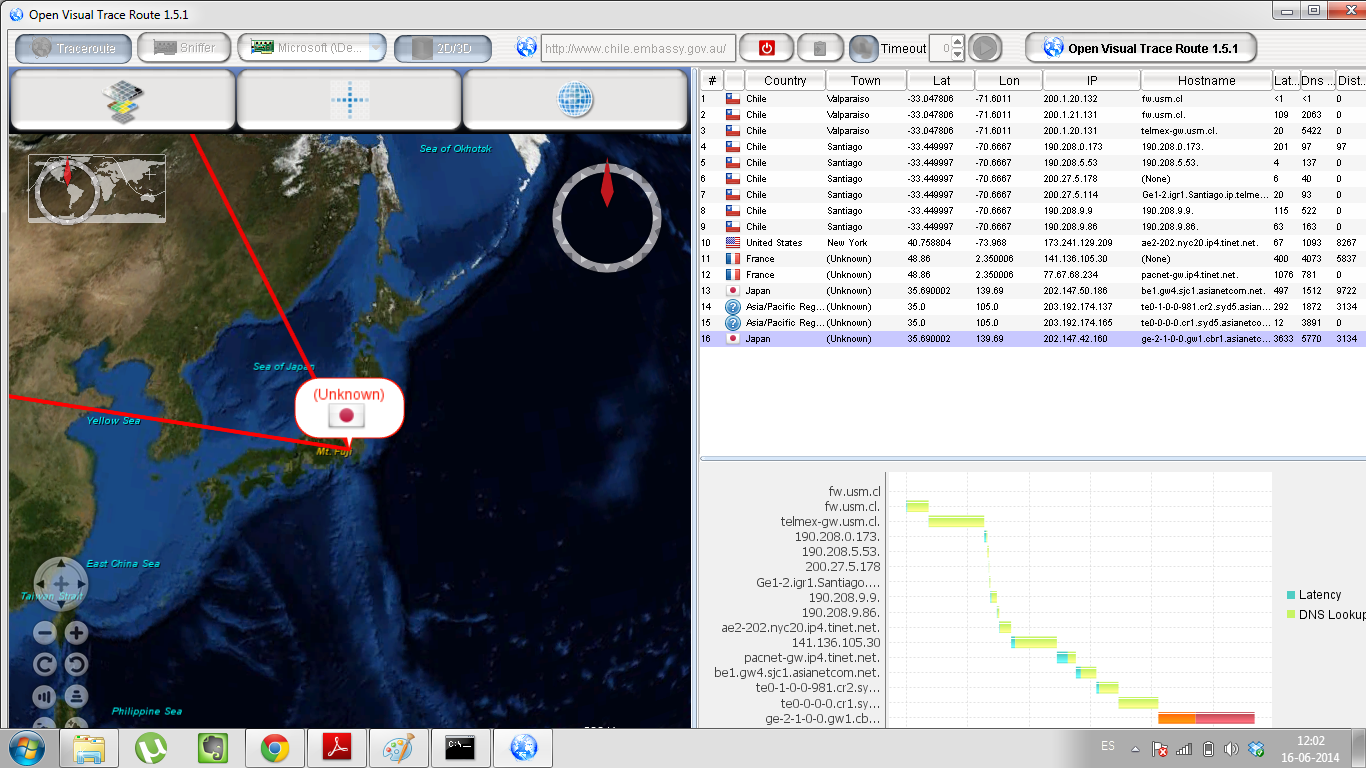 Open Visual Trace Route 1.5.1
Traceroute Sniffer Microsoft (\De... 2D/3D http://www.chile.embassy.gov.au/ Timeout 0 Open Visual Trace Route 1.5.1
Sea of Okhotsk
Sea of Japan
(Unknown)
Yellow Sea
Mt. Fuji
East China Sea
Taiwan Strait
Philippine Sea
# Country Town Lat Lon IP Hostname Lat... Dns ... Dist
1 Chile Valparaiso -33.047806 -71.6011 200.1.20.132 fw.usm.cl 10 <1 0
2 Chile Valparaiso -33.047806 -71.6011 200.1.21.131 fw.usm.cl. 109 2063 0
3 Chile Valparaiso -33.047806 -71.6011 200.1.20.131 telmex-gw.usm.cl. 20 5422 0
4 Chile Santiago -33.449997 -70.6667 190.208.0.173 190.208.0.173. 201 97 97
5 Chile Santiago -33.449997 -70.6667 190.208.5.53 190.208.5.53. 4 137 0
6 Chile Santiago -33.449997 -70.6667 200.27.5.178 (None) 6 40 0
7 Chile Santiago -33.449997 -70.6667 200.27.5.114 Ge1-2.igr1.Santiago.ip.telme... 20 93 0
8 Chile Santiago -33.449997 -70.6667 190.208.9.9 190.208.9.9. 115 522 0
9 Chile Santiago -33.449997 -70.6667 190.208.9.86 190.208.9.86. 63 163 0
10 United States New York 40.758804 -73.968 173.241.129.209 ae2-202.nyc20.ip4.tinet.net. 67 1093 8267
11 France (Unknown) 48.86 2.350006 141.136.105.30 (None) 400 4073 5837
12 France (Unknown) 48.86 2.350006 77.67.68.234 pacnet-gw.ip4.tinet.net. 1076 781 0
13 Japan (Unknown) 35.690002 139.69 202.147.50.186 be1.gw4.sjc1.asianetcom.net. 497 1512 9722
14 Asia/Pacific Reg... (Unknown) 35.0 105.0 203.192.174.137 te0-1-0-0-981.cr2.syd5.asian... 292 1872 3134
15 Asia/Pacific Reg... (Unknown) 35.0 105.0 203.192.174.165 te0-0-0-0.cr1.syd5.asianetco... 12 3891 0
16 Japan (Unknown) 35.690002 139.69 202.147.42.160 ge-2-1-0-0.gw1.cbr1.asianetc... 3633 5770 3134
fw.usm.cl
fw.usm.cl.
telmex-gw.usm.cl.
190.208.0.173.
190.208.5.53.
200.27.5.178
Ge1-2.igr1.Santiago....
190.208.9.9.
190.208.9.86.
ae2-202.nyc20.ip4.tinet.net.
141.136.105.30
pacnet-gw.ip4.tinet.net.
be1.gw4.sjc1.asianetcom.net.
te0-1-0-0-981.cr2.sy...
te0-0-0-0.cr1.sy...
ge-2-1-0-0.gw1.cb...
Latency
DNS Lookup
ES
12:02
16-06-2014